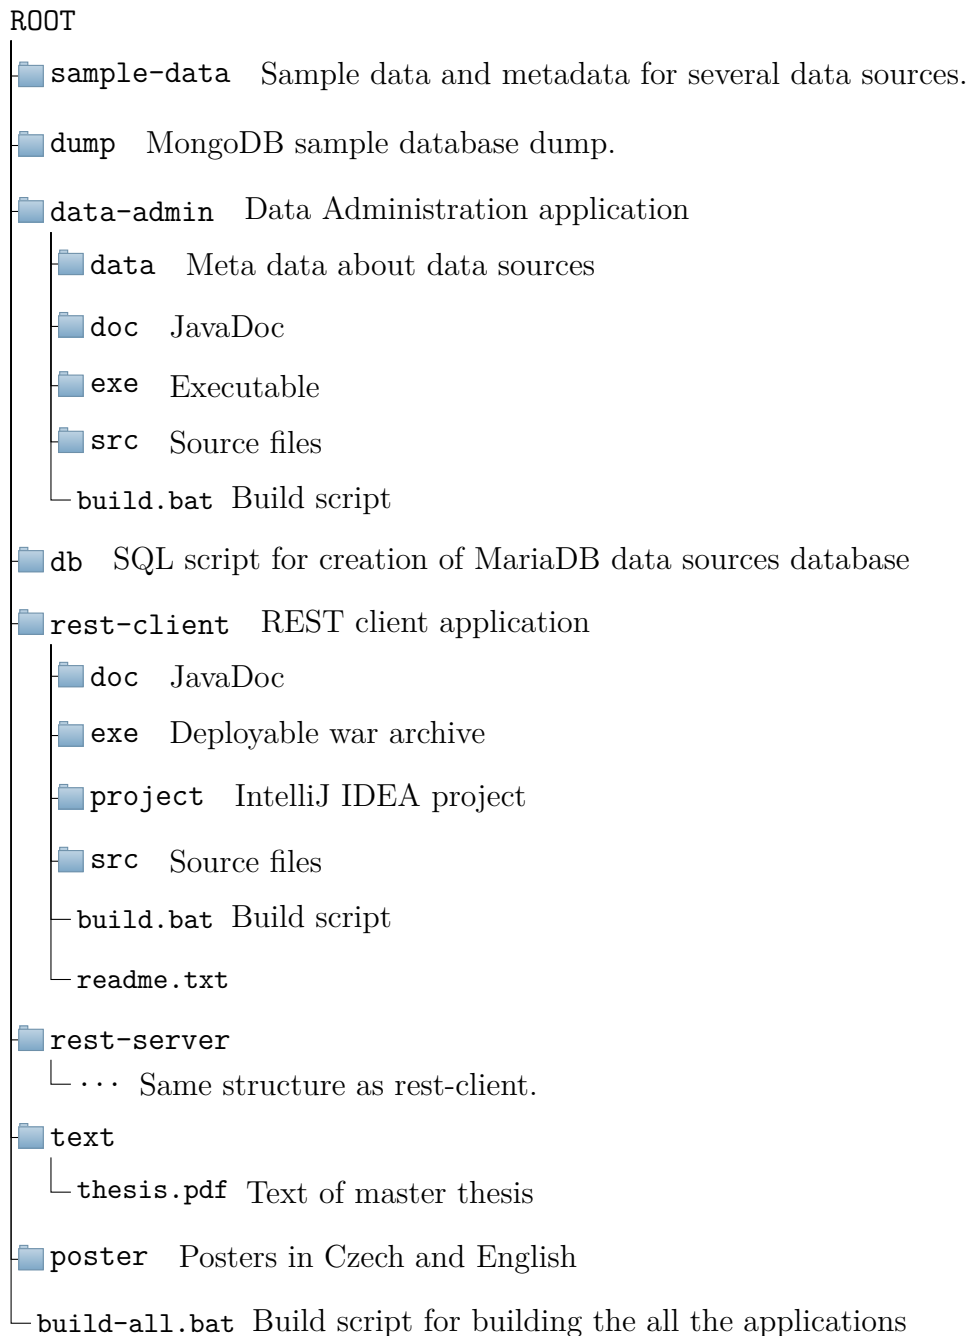 ROOT
sample-data Sample data and metadata for several data sources.
dump MongoDB sample database dump.
data-admin Data Administration application
data Meta data about data sources
doc JavaDoc
exe Executable
src Source files
build.bat Build script
db SQL script for creation of MariaDB data sources database
rest-client REST client application
doc JavaDoc
exe Deployable war archive
project IntelliJ IDEA project
src Source files
build.bat Build script
readme.txt
rest-server
··· Same structure as rest-client.
text
thesis.pdf Text of master thesis
poster Posters in Czech and English
build-all.bat Build script for building the all the applications